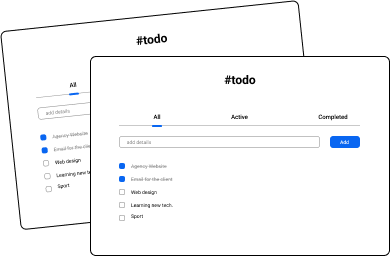 #todo
All
add details
Agency Website
Email for the clie
Web design
Learning new t
Sport
#todo
All Active Completed
add details Add
Agency Website
Email for the client
Web design
Learning new tech.
Sport